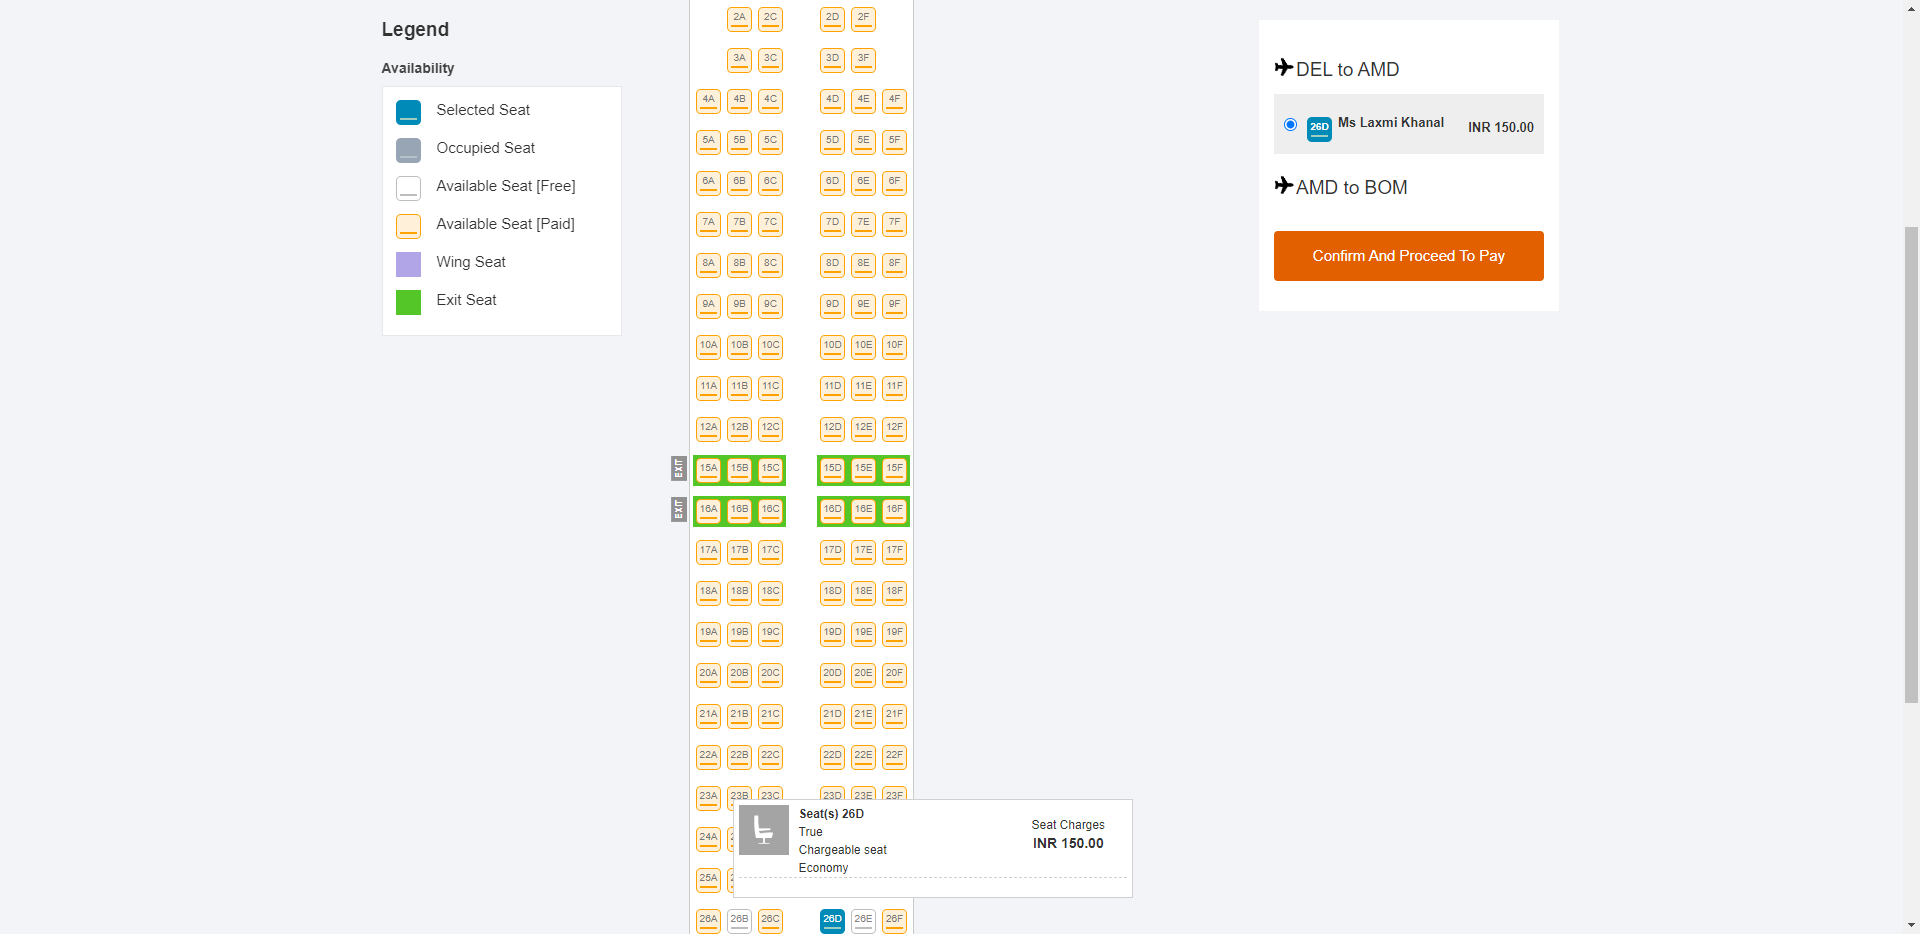 Legend
Availability
Selected Seat
Occupied Seat
Available Seat [Free]
Available Seat [Paid]
Wing Seat
Exit Seat
2A 2C 2D 2F
3A 3C 3D 3F
4A 4B 4C 4D 4E 4F
5A 5B 5C 5D 5E 5F
6A 6B 6C 6D 6E 6F
7A 7B 7C 7D 7E 7F
8A 8B 8C 8D 8E 8F
9A 9B 9C 9D 9E 9F
10A 10B 10C 10D 10E 10F
11A 11B 11C 11D 11E 11F
12A 12B 12C 12D 12E 12F
EXIT 15A 15B 15C 15D 15E 15F
EXIT 16A 16B 16C 16D 16E 16F
17A 17B 17C 17D 17E 17F
18A 18B 18C 18D 18E 18F
19A 19B 19C 19D 19E 19F
20A 20B 20C 20D 20E 20F
21A 21B 21C 21D 21E 21F
22A 22B 22C 22D 22E 22F
23A 23B 23C 23D 23E 23F
24A
25A
26A 26B 26C 26D 26E 26F
Seat(s) 26D
True
Chargeable seat
Economy
Seat Charges
INR 150.00
DEL to AMD
26D Ms Laxmi Khanal INR 150.00
AMD to BOM
Confirm And Proceed To Pay